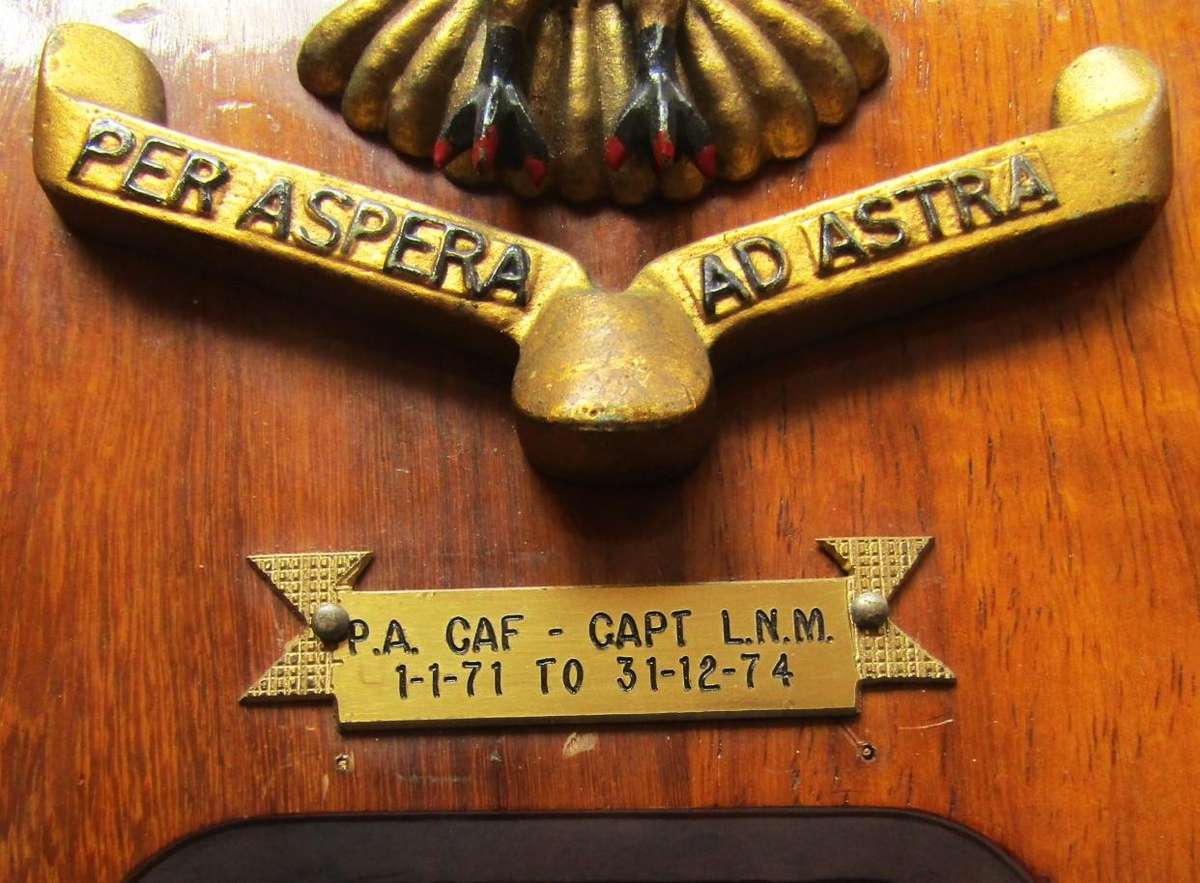 PER ASPERA AD ASTRA
P.A. CAF - CAPT L.N.M.
1-1-71 TO 31-12-74